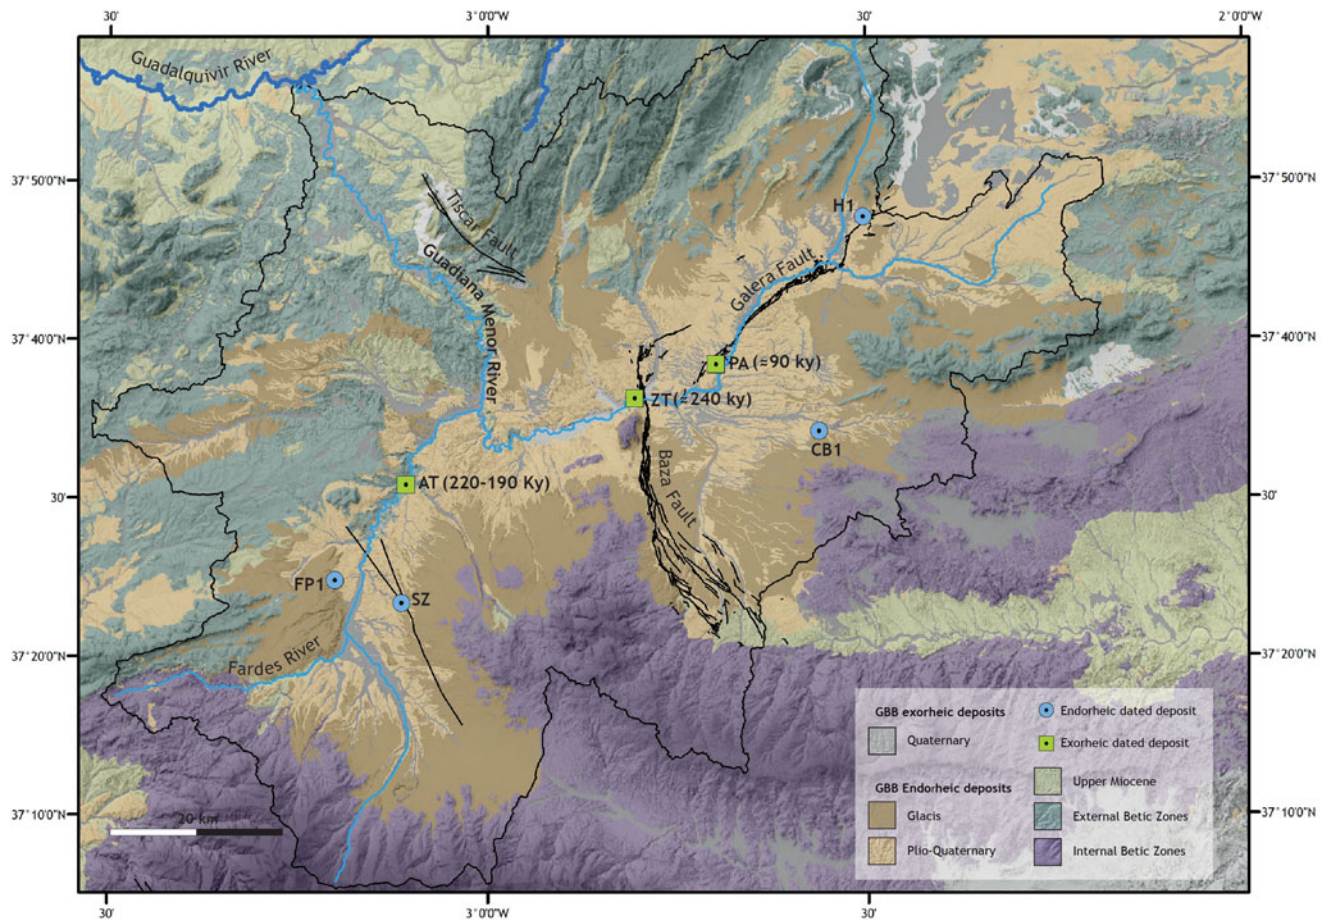 30'
3°00'0"W
30'
2°00'0"W
Guadalquivir River
37°50'0"N
37°50'0"N
Tiscar Fault
H1
Guadiana Menor River
Galera Fault
37°40'0"N
37°40'0"N
PA (≈90 ky)
ZT (≈240 ky)
CB1
Baza Fault
AT (220-190 Ky)
30'
30'
FP1
SZ
37°20'0"N
37°20'0"N
Fardes River
GBB exorheic deposits
Quaternary
GBB Endorheic deposits
Glacis
Plio-Quaternary
Endorheic dated deposit
Exorheic dated deposit
Upper Miocene
External Betic Zones
Internal Betic Zones
37°10'0"N
37°10'0"N
20 km
30'
3°00'0"W
30'